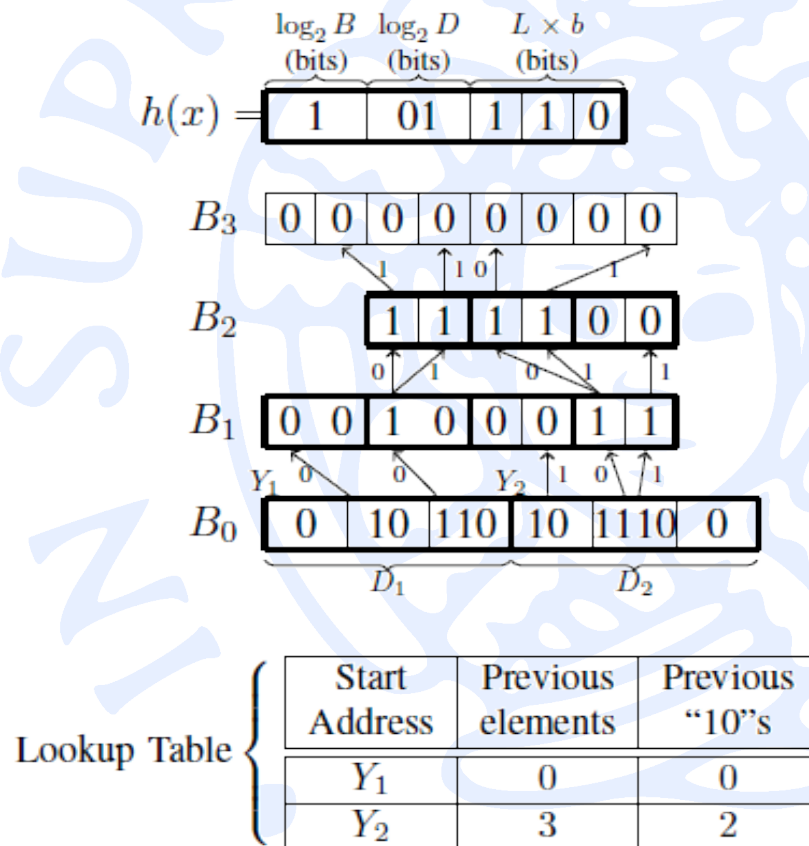 log₂ B log₂ D L × b
(bits) (bits) (bits)
h(x) = 1 01 1 1 0
B₃ 0 0 0 0 0 0 0 0
1 1 0 1
B₂ 1 1 1 1 0 0
0 1 0 1 1
B₁ 0 0 1 0 0 0 1 1
Y₁ 0 0 Y₂ 1 0 1
B₀ 0 10 110 10 1110 0
D₁ D₂
Start Previous Previous
Address elements “10”s
Lookup Table
Y₁ 0 0
Y₂ 3 2